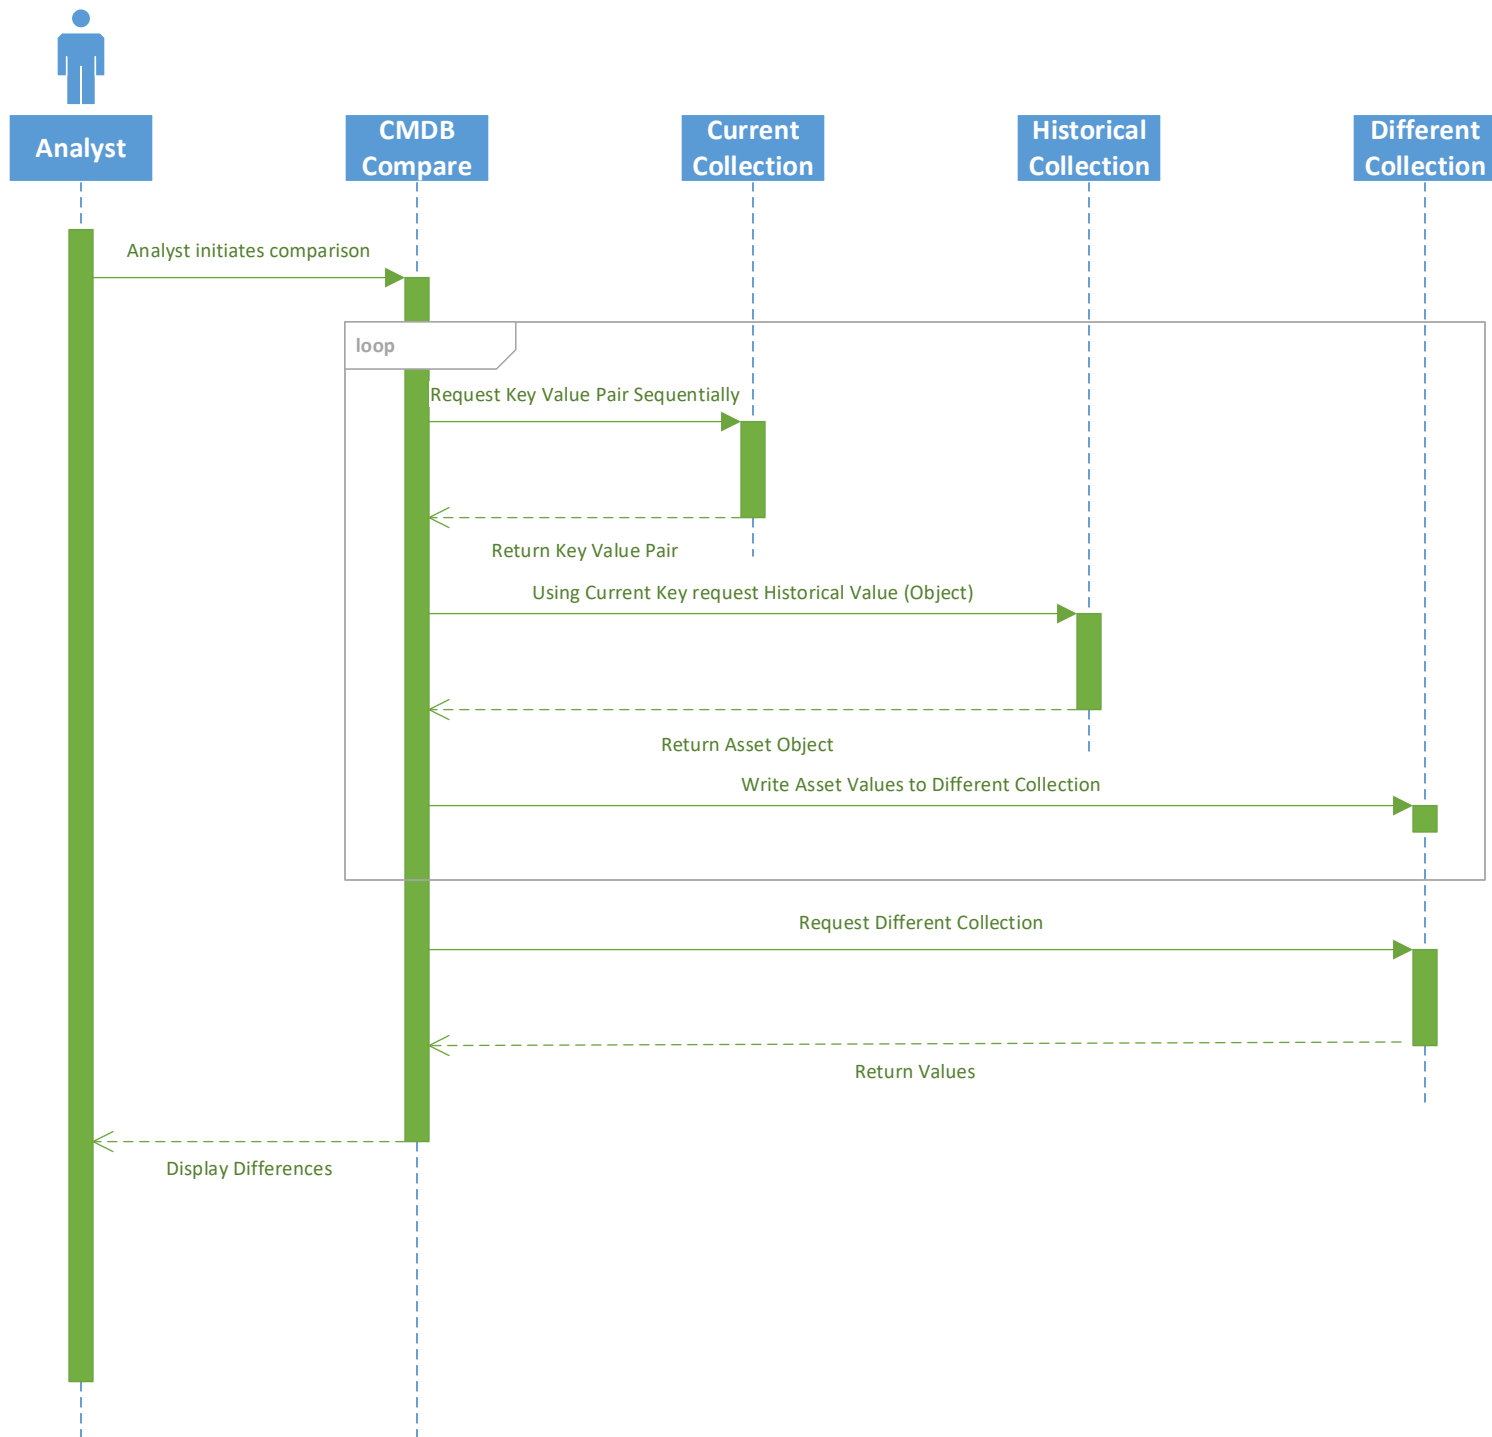 Analyst
CMDB
Compare
Current
Collection
Historical
Collection
Different
Collection
Analyst initiates comparison
loop
Request Key Value Pair Sequentially
Return Key Value Pair
Using Current Key request Historical Value (Object)
Return Asset Object
Write Asset Values to Different Collection
Request Different Collection
Return Values
Display Differences